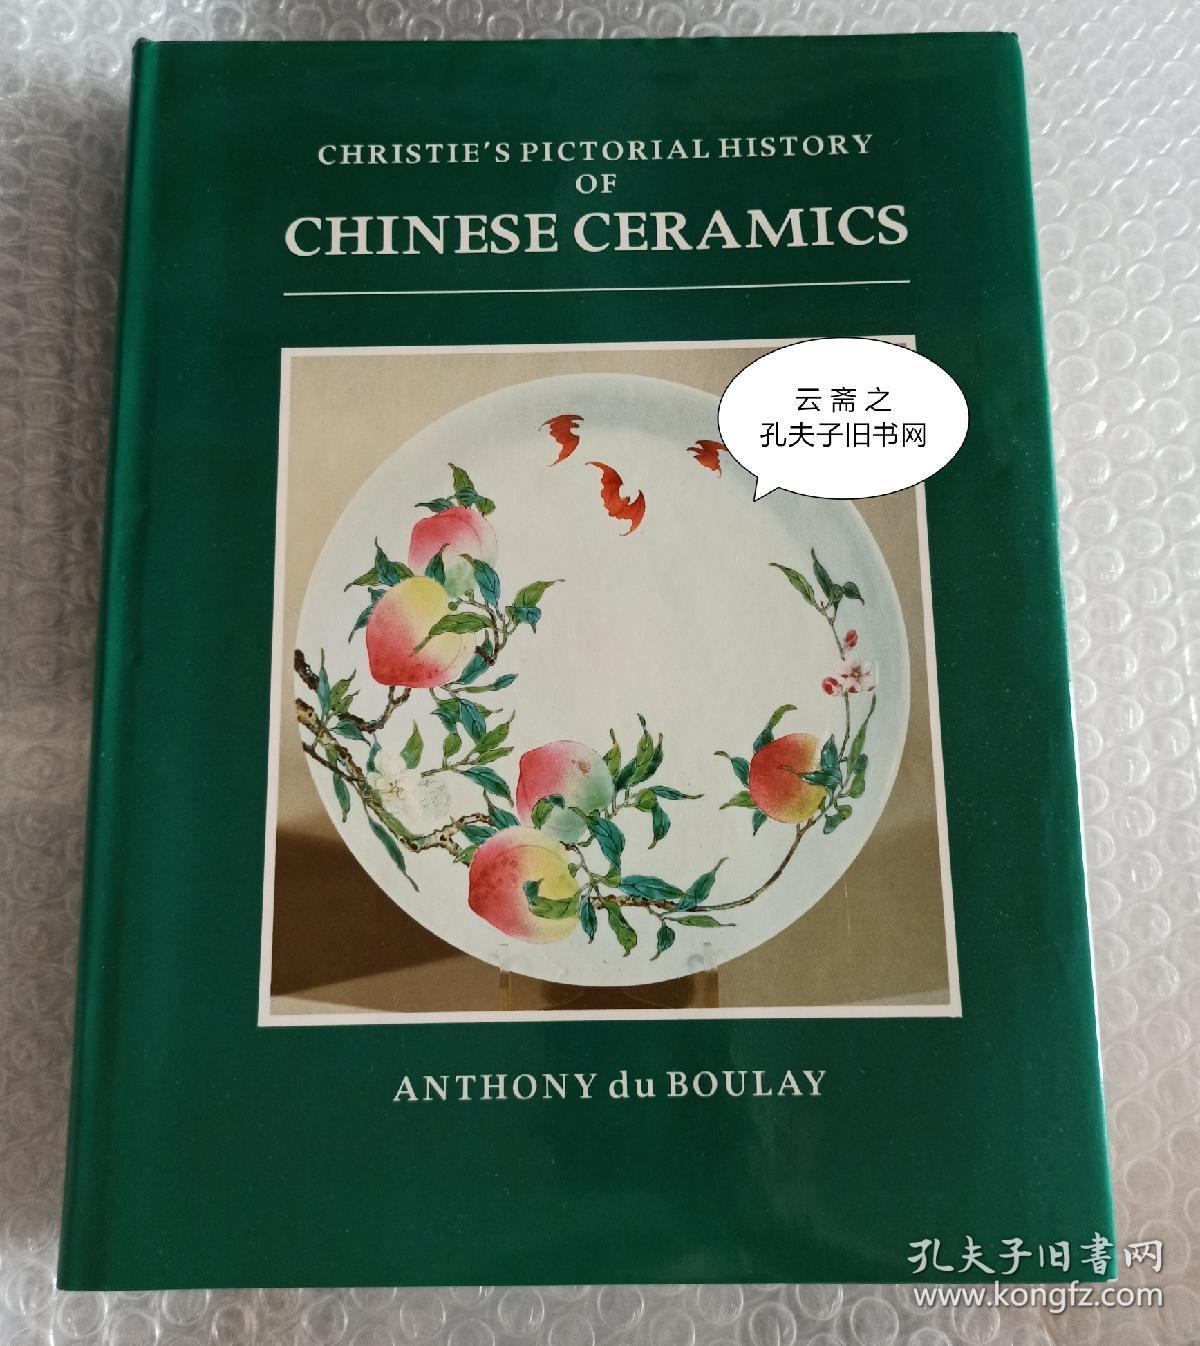 CHRISTIE'S PICTORIAL HISTORY
OF
CHINESE CERAMICS
云斋之
孔夫子旧书网
ANTHONY du BOULAY
孔夫子旧書网
www.kongfz.com